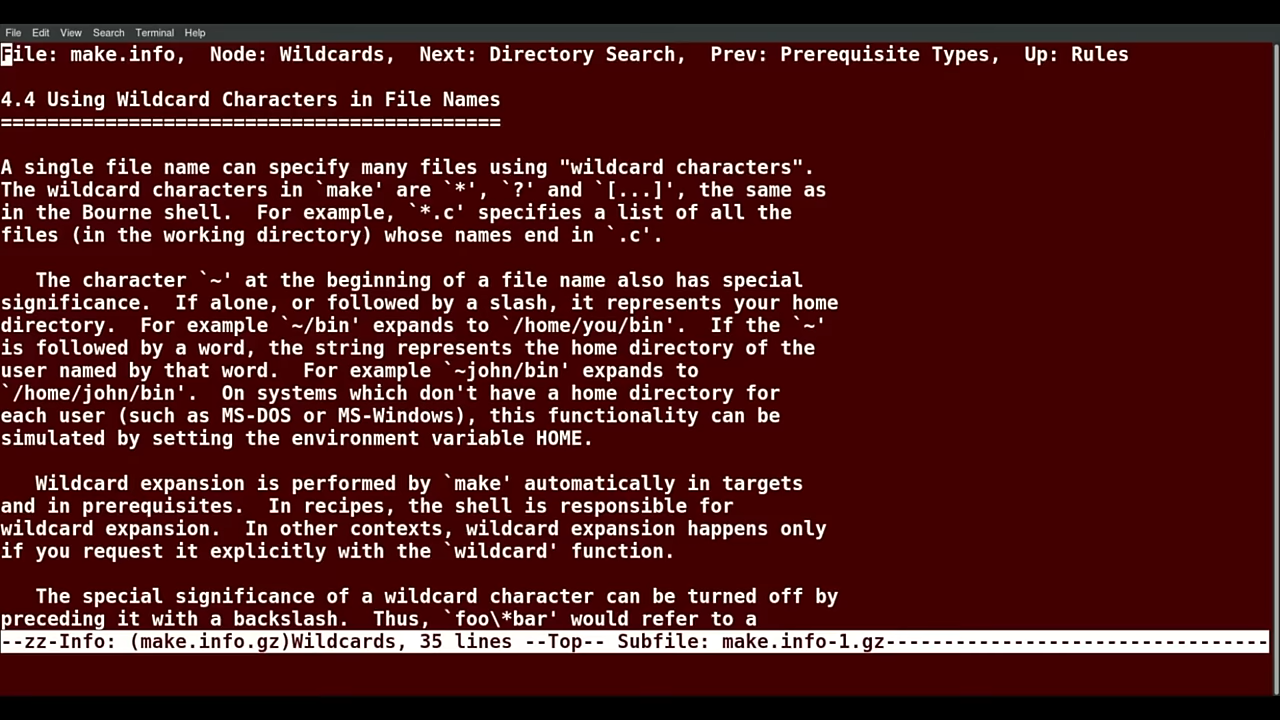 File Edit View Search Terminal Help
File: make.info,  Node: Wildcards,  Next: Directory Search,  Prev: Prerequisite Types,  Up: Rules
4.4 Using Wildcard Characters in File Names
===========================================
A single file name can specify many files using "wildcard characters".
The wildcard characters in `make' are `*', `?' and `[...]', the same as
in the Bourne shell.  For example, `*.c' specifies a list of all the
files (in the working directory) whose names end in `.c'.
   The character `~' at the beginning of a file name also has special
significance.  If alone, or followed by a slash, it represents your home
directory.  For example `~/bin' expands to `/home/you/bin'.  If the `~'
is followed by a word, the string represents the home directory of the
user named by that word.  For example `~john/bin' expands to
`/home/john/bin'.  On systems which don't have a home directory for
each user (such as MS-DOS or MS-Windows), this functionality can be
simulated by setting the environment variable HOME.
   Wildcard expansion is performed by `make' automatically in targets
and in prerequisites.  In recipes, the shell is responsible for
wildcard expansion.  In other contexts, wildcard expansion happens only
if you request it explicitly with the `wildcard' function.
   The special significance of a wildcard character can be turned off by
preceding it with a backslash.  Thus, `foo\*bar' would refer to a
--zz-Info: (make.info.gz)Wildcards, 35 lines --Top-- Subfile: make.info-1.gz---------------------------------